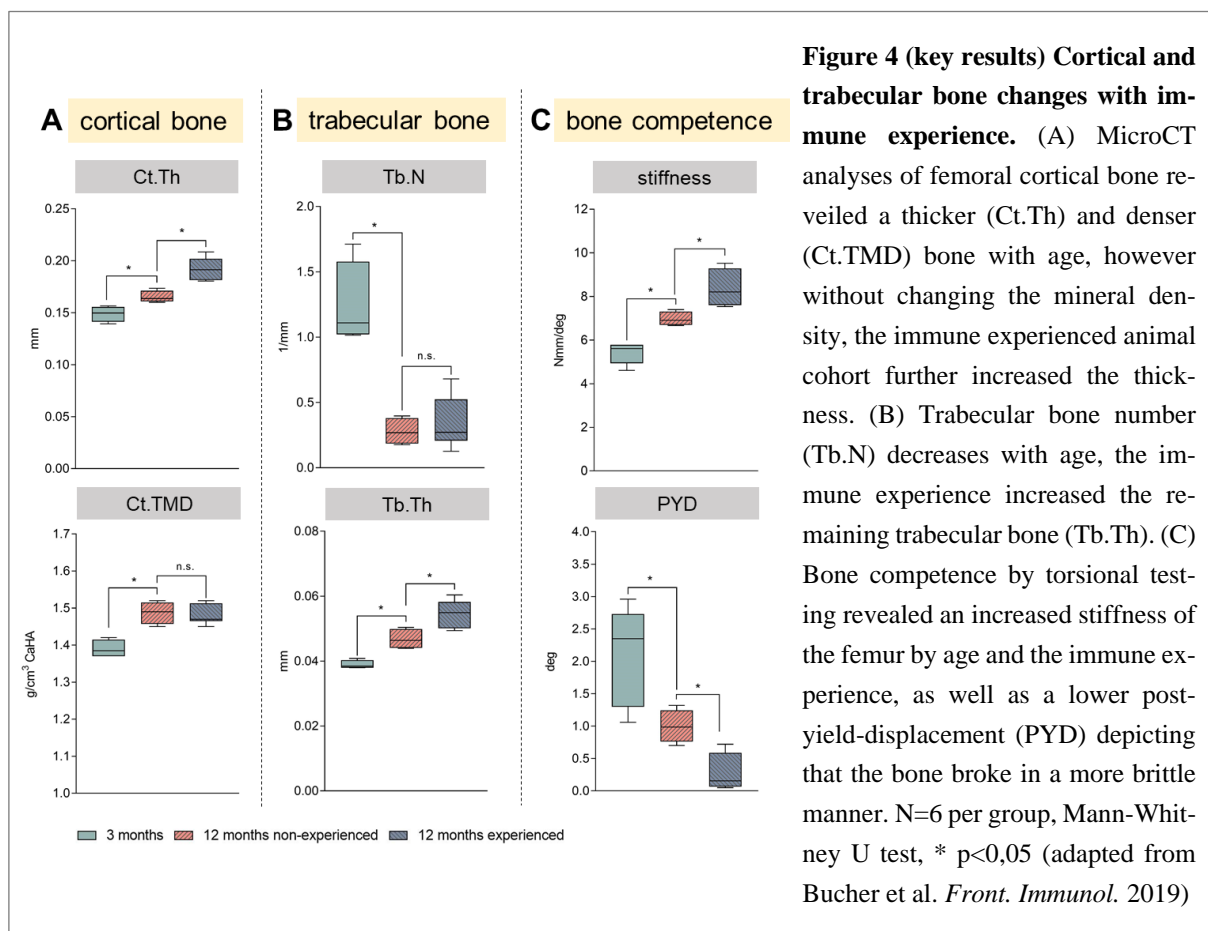 A cortical bone
Ct.Th
0.25
0.20
0.15
0.10
0.05
0.00
mm
*
*
Ct.TMD
1.7
1.6
1.5
1.4
1.3
1.2
1.1
1.0
g/cm³ CaHA
*
n.s.
B trabecular bone
Tb.N
2.0
1.5
1.0
0.5
0.0
1/mm
*
n.s.
Tb.Th
0.08
0.06
0.04
0.02
0.00
mm
*
*
C bone competence
stiffness
12
10
8
6
4
2
0
Nmm/deg
*
*
PYD
4.0
3.5
3.0
2.5
2.0
1.5
1.0
0.5
0.0
deg
*
*
3 months 12 months non-experienced 12 months experienced
Figure 4 (key results) Cortical and
trabecular bone changes with im-
mune experience. (A) MicroCT
analyses of femoral cortical bone re-
veiled a thicker (Ct.Th) and denser
(Ct.TMD) bone with age, however
without changing the mineral den-
sity, the immune experienced animal
cohort further increased the thick-
ness. (B) Trabecular bone number
(Tb.N) decreases with age, the im-
mune experience increased the re-
maining trabecular bone (Tb.Th). (C)
Bone competence by torsional test-
ing revealed an increased stiffness of
the femur by age and the immune ex-
perience, as well as a lower post-
yield-displacement (PYD) depicting
that the bone broke in a more brittle
manner. N=6 per group, Mann-Whit-
ney U test, * p<0,05 (adapted from
Bucher et al. Front. Immunol. 2019)